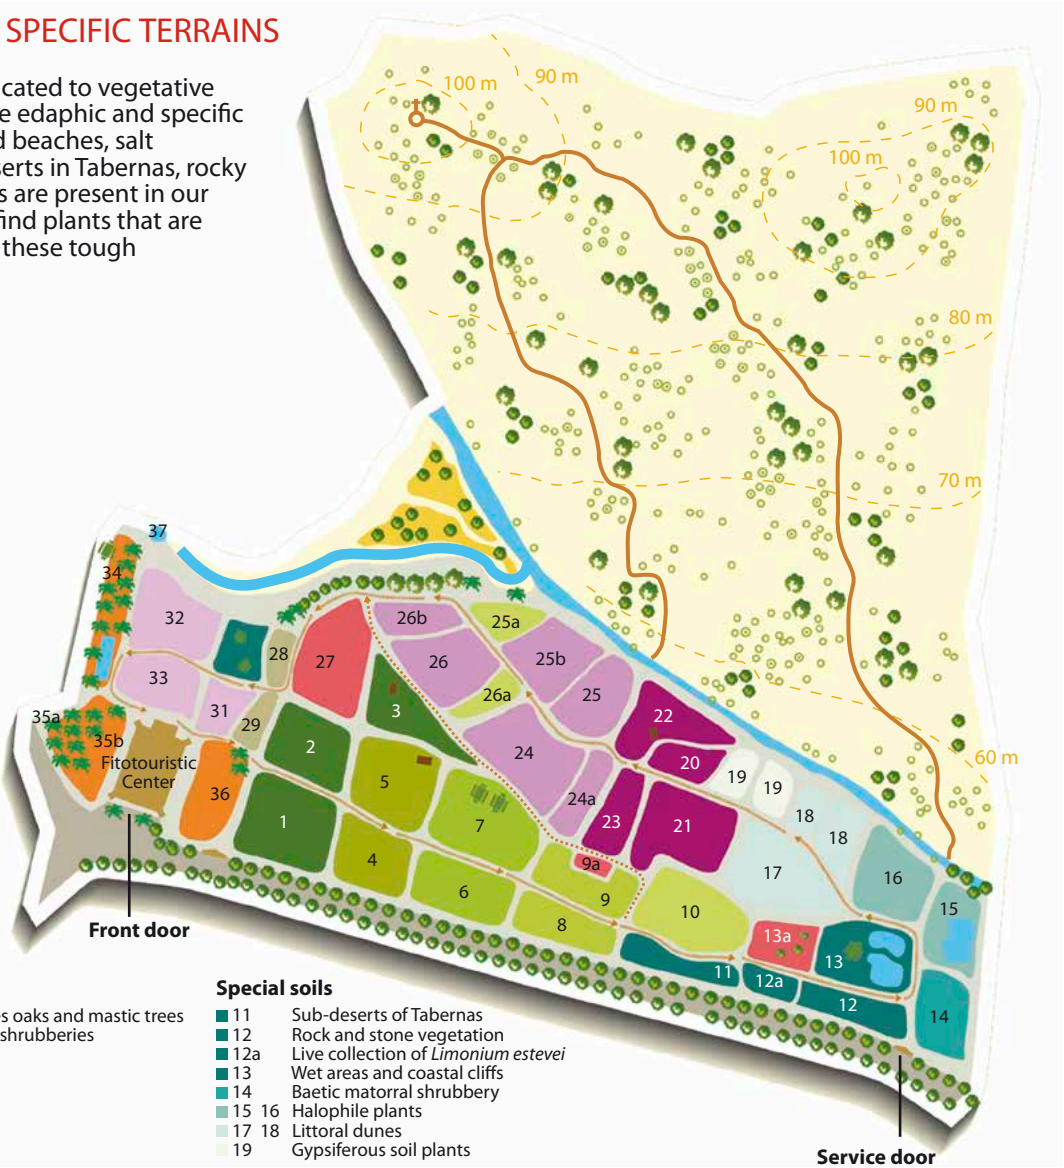 SPECIFIC TERRAINS
cated to vegetative
e edaphic and specific
d beaches, salt
serts in Tabernas, rocky
s are present in our
find plants that are
these tough
100 m
90 m
90 m
100 m
80 m
70 m
60 m
37
34
32
33
31
28
29
27
26b
26
26a
25a
25b
25
24
24a
3
2
1
5
4
7
6
9a
9
8
10
22
20
23
21
19
19
18
18
17
16
15
14
13a
13
12a
12
11
35a
35b
36
Fitotouristic
Center
Front door
Service door
s oaks and mastic trees
shrubberies
Special soils
11 Sub-deserts of Tabernas
12 Rock and stone vegetation
12a Live collection of Limonium estevei
13 Wet areas and coastal cliffs
14 Baetic matorral shrubbery
15 16 Halophile plants
17 18 Littoral dunes
19 Gypsiferous soil plants